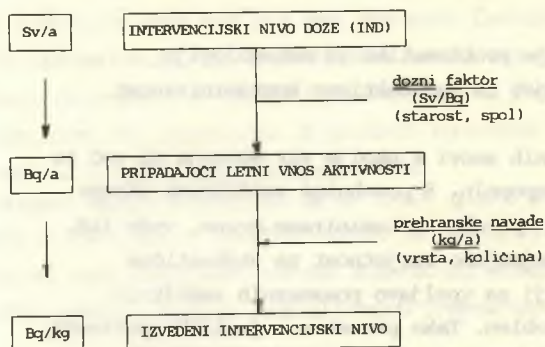 Sv/a
INTERVENCIJSKI NIVO DOZE (IND)
dozni faktor
(Sv/Bq)
(starost, spol)
Bq/a
PRIPADAJOČI LETNI VNOS AKTIVNOSTI
prehranske navade
(kg/a)
(vrsta, količina)
Bq/kg
IZVEDENI INTERVENCIJSKI NIVO